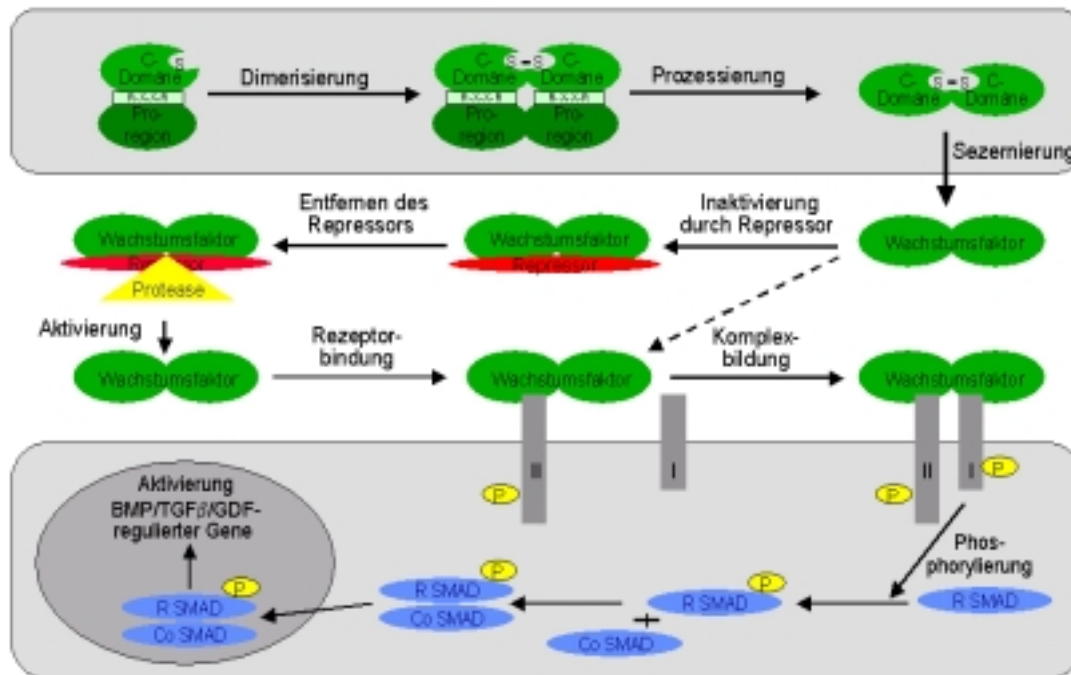 C-
Domäne
S
Dimerisierung
C-
Domäne
S - S
C-
Domäne
Prozessierung
C-
Domäne
S - S
C-
Domäne
R-X-X-R
R-X-X-R
R-X-X-R
Pro-
region
Pro-
region
Pro-
region
Sezernierung
Entfernen des
Repressors
Inaktivierung
durch Repressor
Wachstumsfaktor
Repressor
Protease
Wachstumsfaktor
Repressor
Wachstumsfaktor
Aktivierung
Rezeptor-
bindung
Komplex-
bildung
Wachstumsfaktor
Wachstumsfaktor
Wachstumsfaktor
II
I
II
I
P
P
P
Aktivierung
BMP/TGFβ/GDF-
regulierter Gene
Phos-
phorylierung
P
R SMAD
Co SMAD
P
R SMAD
Co SMAD
P
R SMAD
+
Co SMAD
R SMAD